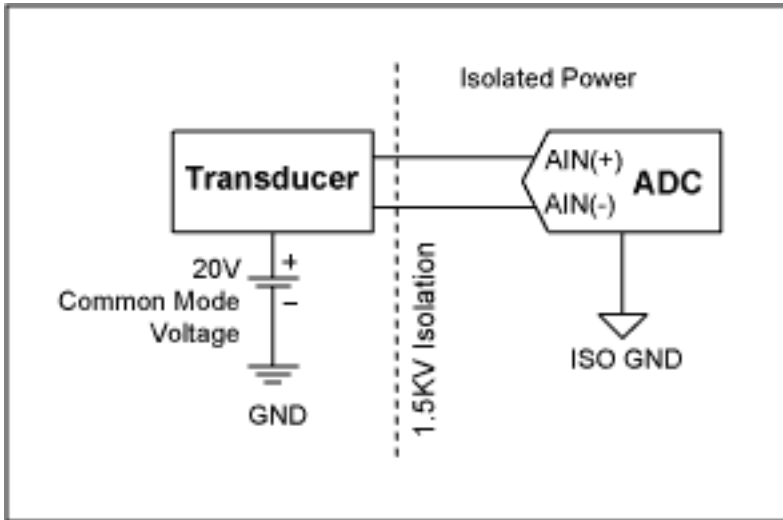 Isolated Power
Transducer
AIN(+)
AIN(-)
ADC
20V
+
Common Mode
–
Voltage
GND
1.5KV Isolation
ISO GND